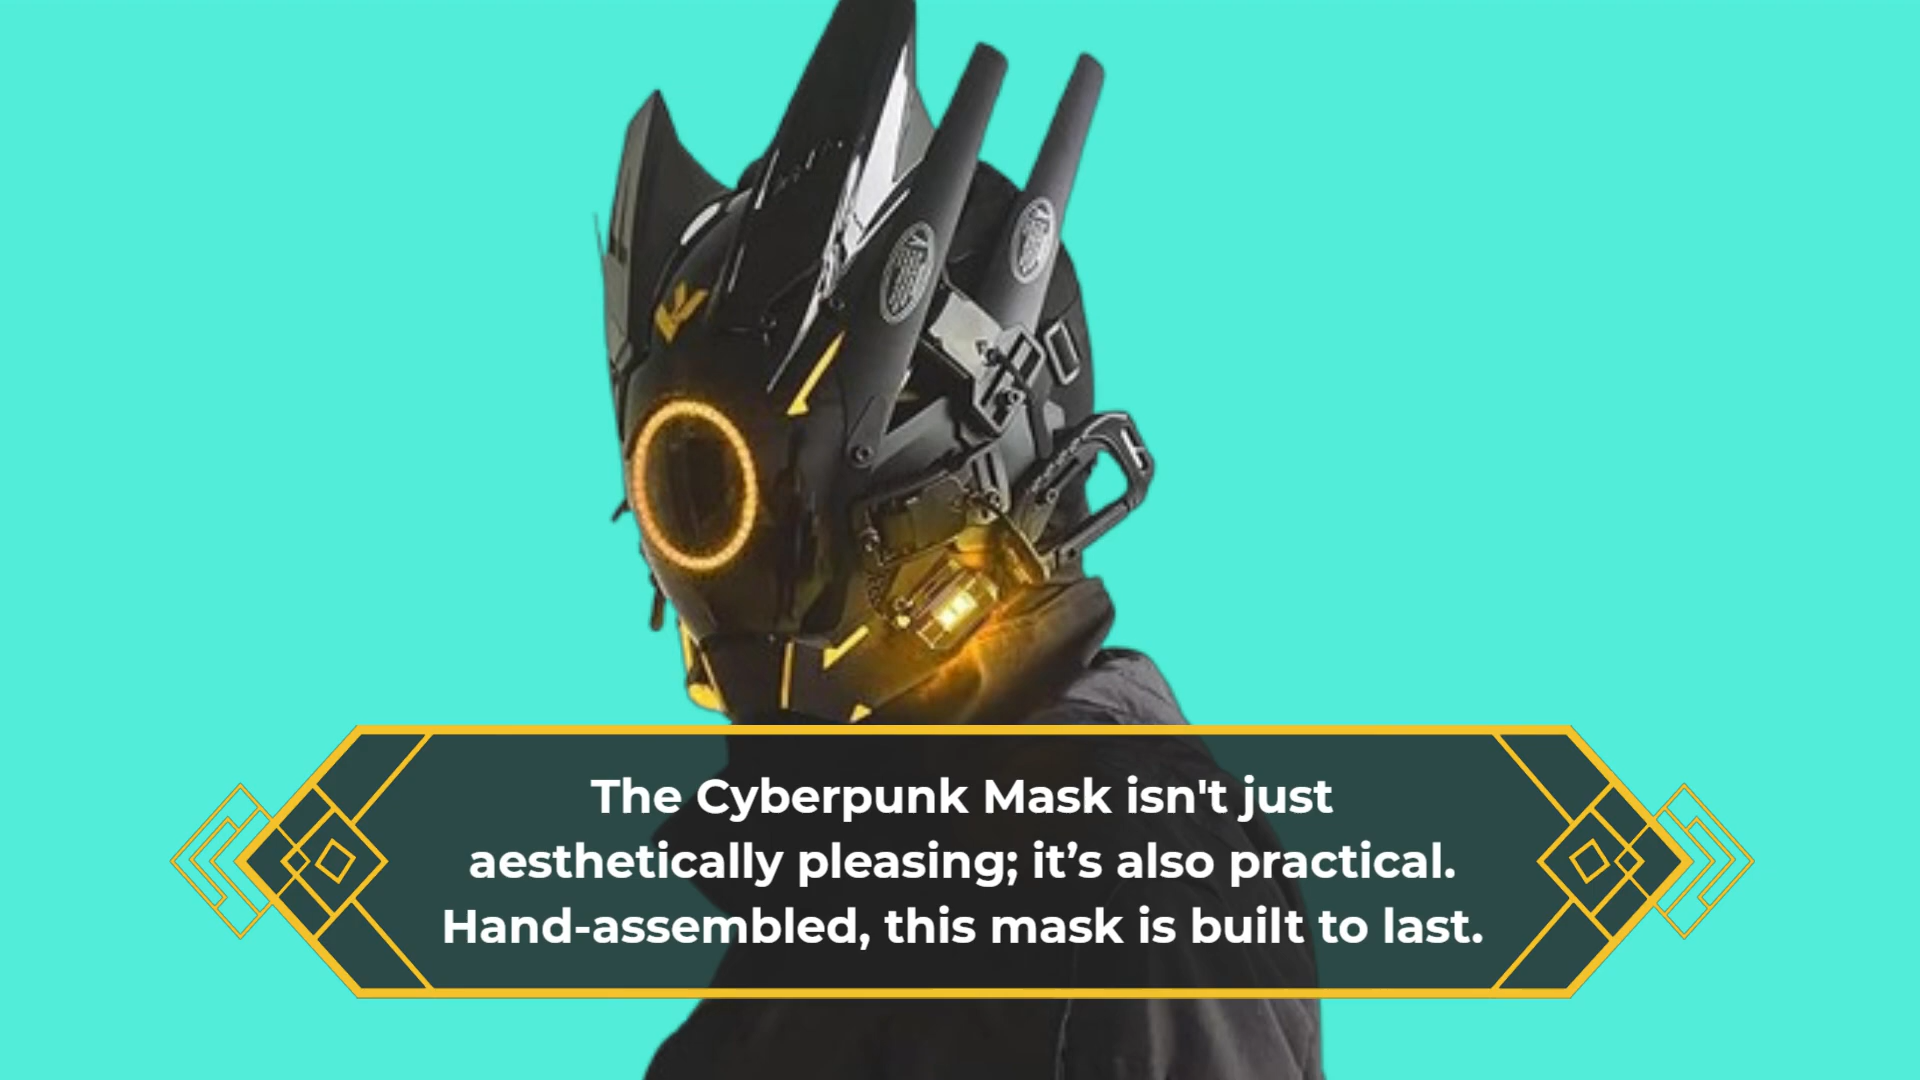 The Cyberpunk Mask isn't just
aesthetically pleasing; it’s also practical.
Hand-assembled, this mask is built to last.